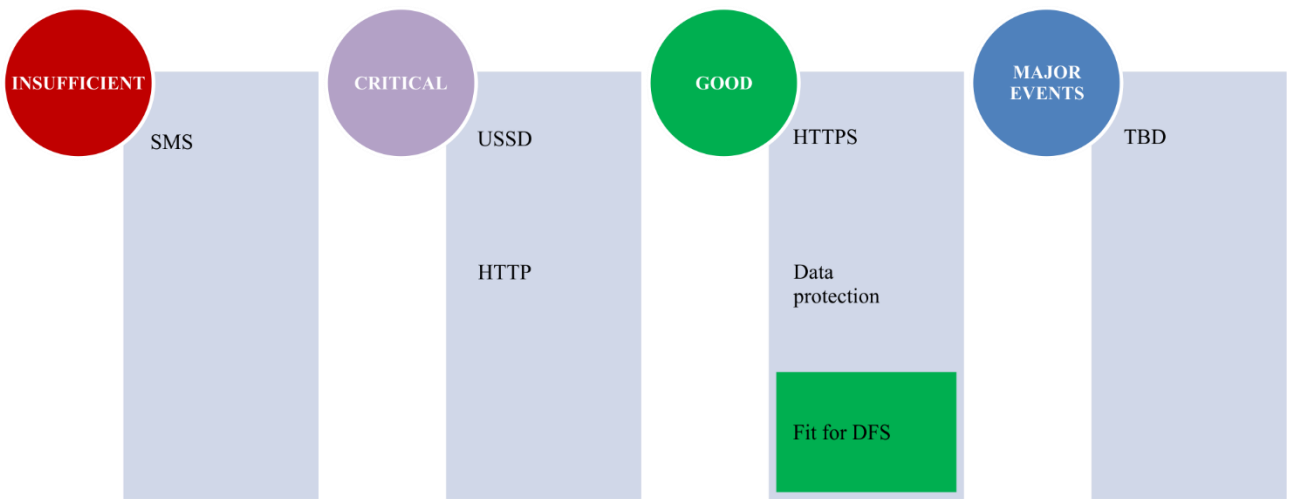 INSUFFICIENT
SMS
CRITICAL
USSD
HTTP
GOOD
HTTPS
Data
protection
Fit for DFS
MAJOR
EVENTS
TBD